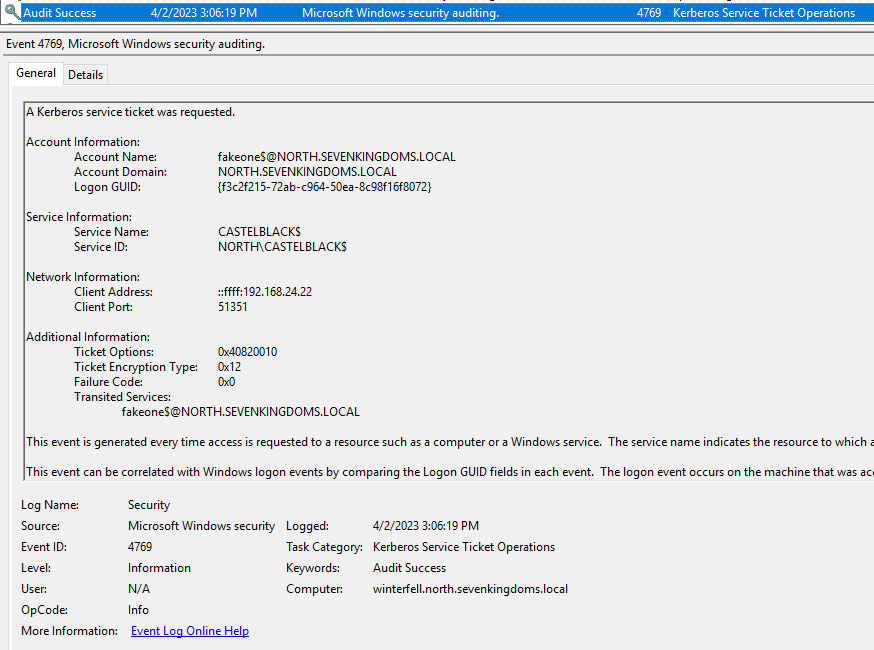 Audit Success 4/2/2023 3:06:19 PM Microsoft Windows security auditing. 4769 Kerberos Service Ticket Operations
Event 4769, Microsoft Windows security auditing.
General Details
A Kerberos service ticket was requested.
Account Information:
Account Name: fakeone$@NORTH.SEVENKINGDOMS.LOCAL
Account Domain: NORTH.SEVENKINGDOMS.LOCAL
Logon GUID: {f3c2f215-72ab-c964-50ea-8c98f16f8072}
Service Information:
Service Name: CASTELBLACK$
Service ID: NORTH\CASTELBLACK$
Network Information:
Client Address: ::ffff:192.168.24.22
Client Port: 51351
Additional Information:
Ticket Options: 0x40820010
Ticket Encryption Type: 0x12
Failure Code: 0x0
Transited Services:
fakeone$@NORTH.SEVENKINGDOMS.LOCAL
This event is generated every time access is requested to a resource such as a computer or a Windows service. The service name indicates the resource to which a
This event can be correlated with Windows logon events by comparing the Logon GUID fields in each event. The logon event occurs on the machine that was acc
Log Name: Security
Source: Microsoft Windows security Logged: 4/2/2023 3:06:19 PM
Event ID: 4769 Task Category: Kerberos Service Ticket Operations
Level: Information Keywords: Audit Success
User: N/A Computer: winterfell.north.sevenkingdoms.local
OpCode: Info
More Information: Event Log Online Help